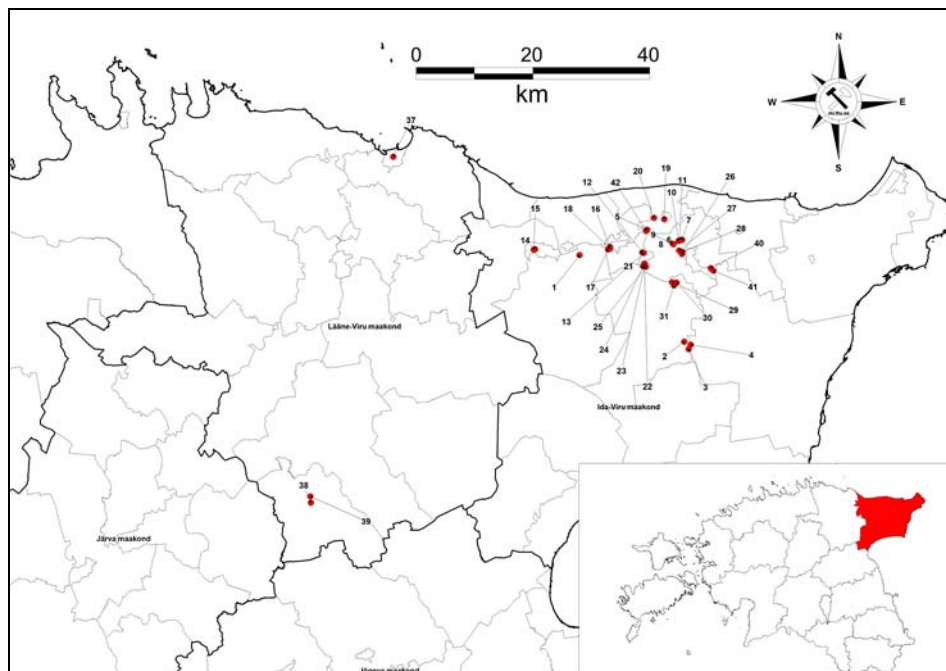 0 20 40
km
N
W E
S
37
20 19
12 42 10 11 26
15 18 16 5 27
14 9 6 7 28
8 40
1 21
17 41
13 31 30 29
25
24
23 22 2 4
3
Lääne-Viru maakond
Ida-Viru maakond
38
39
Järva maakond